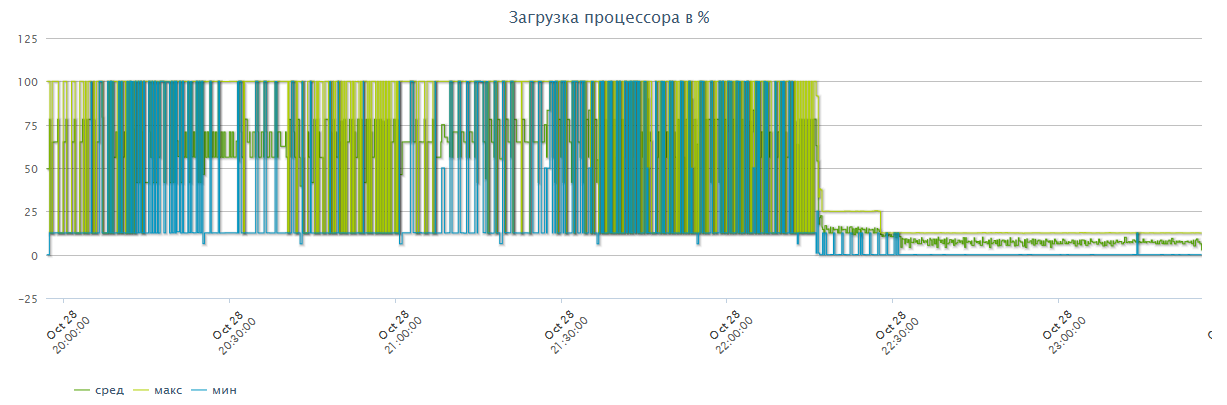 Загрузка процессора в %
125
100
75
50
25
0
−25
Oct 28
20:00:00
Oct 28
20:30:00
Oct 28
21:00:00
Oct 28
21:30:00
Oct 28
22:00:00
Oct 28
22:30:00
Oct 28
23:00:00
сред макс мин